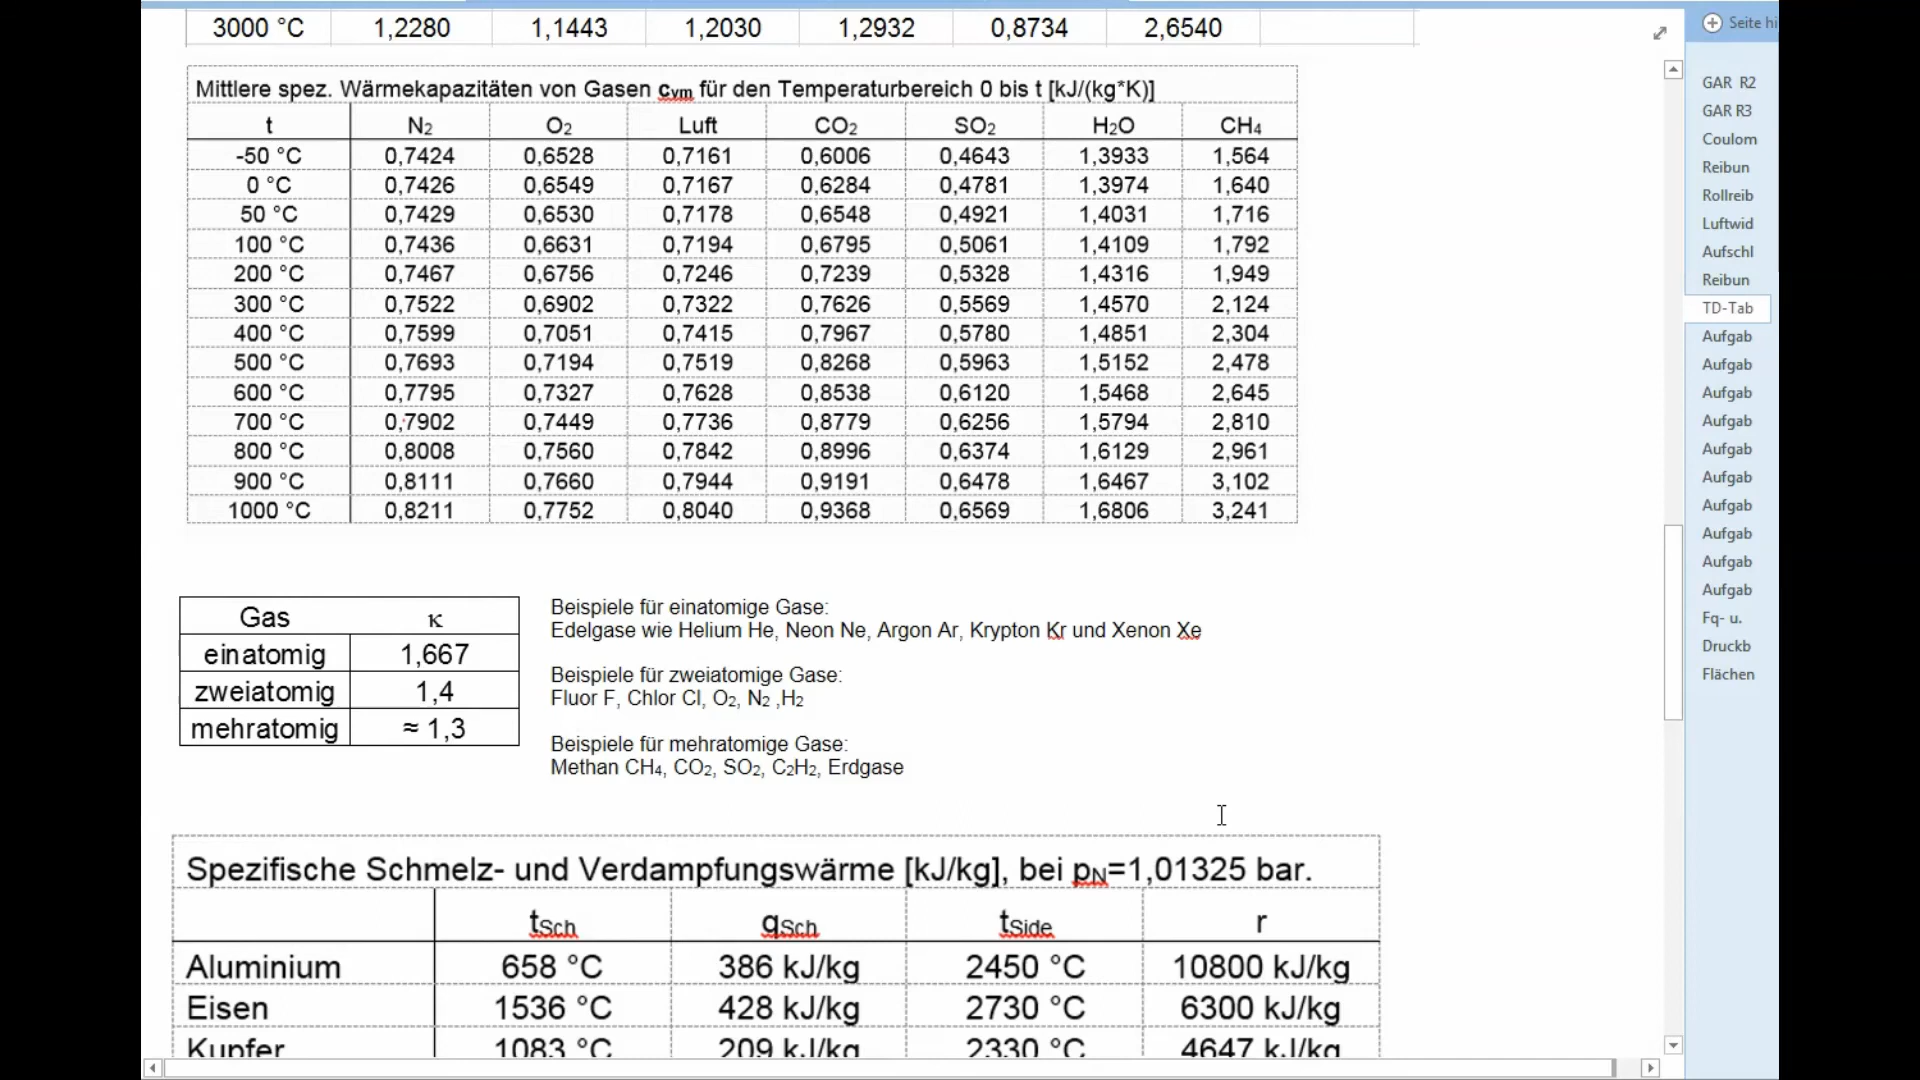 3000 °C 1,2280 1,1443 1,2030 1,2932 0,8734 2,6540
Mittlere spez. Wärmekapazitäten von Gasen cvm für den Temperaturbereich 0 bis t [kJ/(kg*K)]
t N2 O2 Luft CO2 SO2 H2O CH4
-50 °C 0,7424 0,6528 0,7161 0,6006 0,4643 1,3933 1,564
0 °C 0,7426 0,6549 0,7167 0,6284 0,4781 1,3974 1,640
50 °C 0,7429 0,6530 0,7178 0,6548 0,4921 1,4031 1,716
100 °C 0,7436 0,6631 0,7194 0,6795 0,5061 1,4109 1,792
200 °C 0,7467 0,6756 0,7246 0,7239 0,5328 1,4316 1,949
300 °C 0,7522 0,6902 0,7322 0,7626 0,5569 1,4570 2,124
400 °C 0,7599 0,7051 0,7415 0,7967 0,5780 1,4851 2,304
500 °C 0,7693 0,7194 0,7519 0,8268 0,5963 1,5152 2,478
600 °C 0,7795 0,7327 0,7628 0,8538 0,6120 1,5468 2,645
700 °C 0,7902 0,7449 0,7736 0,8779 0,6256 1,5794 2,810
800 °C 0,8008 0,7560 0,7842 0,8996 0,6374 1,6129 2,961
900 °C 0,8111 0,7660 0,7944 0,9191 0,6478 1,6467 3,102
1000 °C 0,8211 0,7752 0,8040 0,9368 0,6569 1,6806 3,241
Gas κ
einatomig 1,667
zweiatomig 1,4
mehratomig ≈ 1,3
Beispiele für einatomige Gase:
Edelgase wie Helium He, Neon Ne, Argon Ar, Krypton Kr und Xenon Xe
Beispiele für zweiatomige Gase:
Fluor F, Chlor Cl, O2, N2 ,H2
Beispiele für mehratomige Gase:
Methan CH4, CO2, SO2, C2H2, Erdgase
Spezifische Schmelz- und Verdampfungswärme [kJ/kg], bei pN=1,01325 bar.
tSch qSch tSide r
Aluminium 658 °C 386 kJ/kg 2450 °C 10800 kJ/kg
Eisen 1536 °C 428 kJ/kg 2730 °C 6300 kJ/kg
Kupfer 1083 °C 209 kJ/kg 2330 °C 4647 kJ/kg
Seite hi
GAR R2
GAR R3
Coulom
Reibun
Rollreib
Luftwid
Aufschl
Reibun
TD-Tab
Aufgab
Aufgab
Aufgab
Aufgab
Aufgab
Aufgab
Aufgab
Aufgab
Aufgab
Aufgab
Fq- u.
Druckb
Flächen